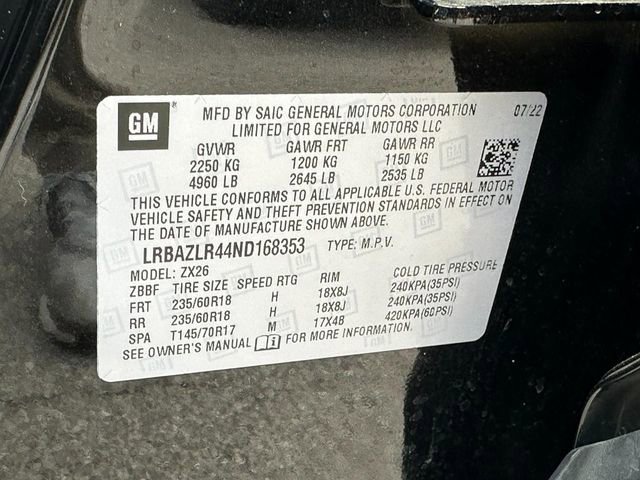 GM
MFD BY SAIC GENERAL MOTORS CORPORATION 07/22
LIMITED FOR GENERAL MOTORS LLC
GVWR GAWR FRT GAWR RR
2250 KG 1200 KG 1150 KG
4960 LB 2645 LB 2535 LB
THIS VEHICLE CONFORMS TO ALL APPLICABLE U.S. FEDERAL MOTOR
VEHICLE SAFETY AND THEFT PREVENTION STANDARDS IN EFFECT ON
THE DATE OF MANUFACTURE SHOWN ABOVE.
LRBAZLR44ND168353 TYPE: M.P.V.
MODEL: ZX26
ZBBF TIRE SIZE SPEED RTG RIM COLD TIRE PRESSURE
FRT 235/60R18 H 18X8J 240KPA(35PSI)
RR 235/60R18 H 18X8J 240KPA(35PSI)
SPA T145/70R17 M 17X4B 420KPA(60PSI)
SEE OWNER'S MANUAL FOR MORE INFORMATION.